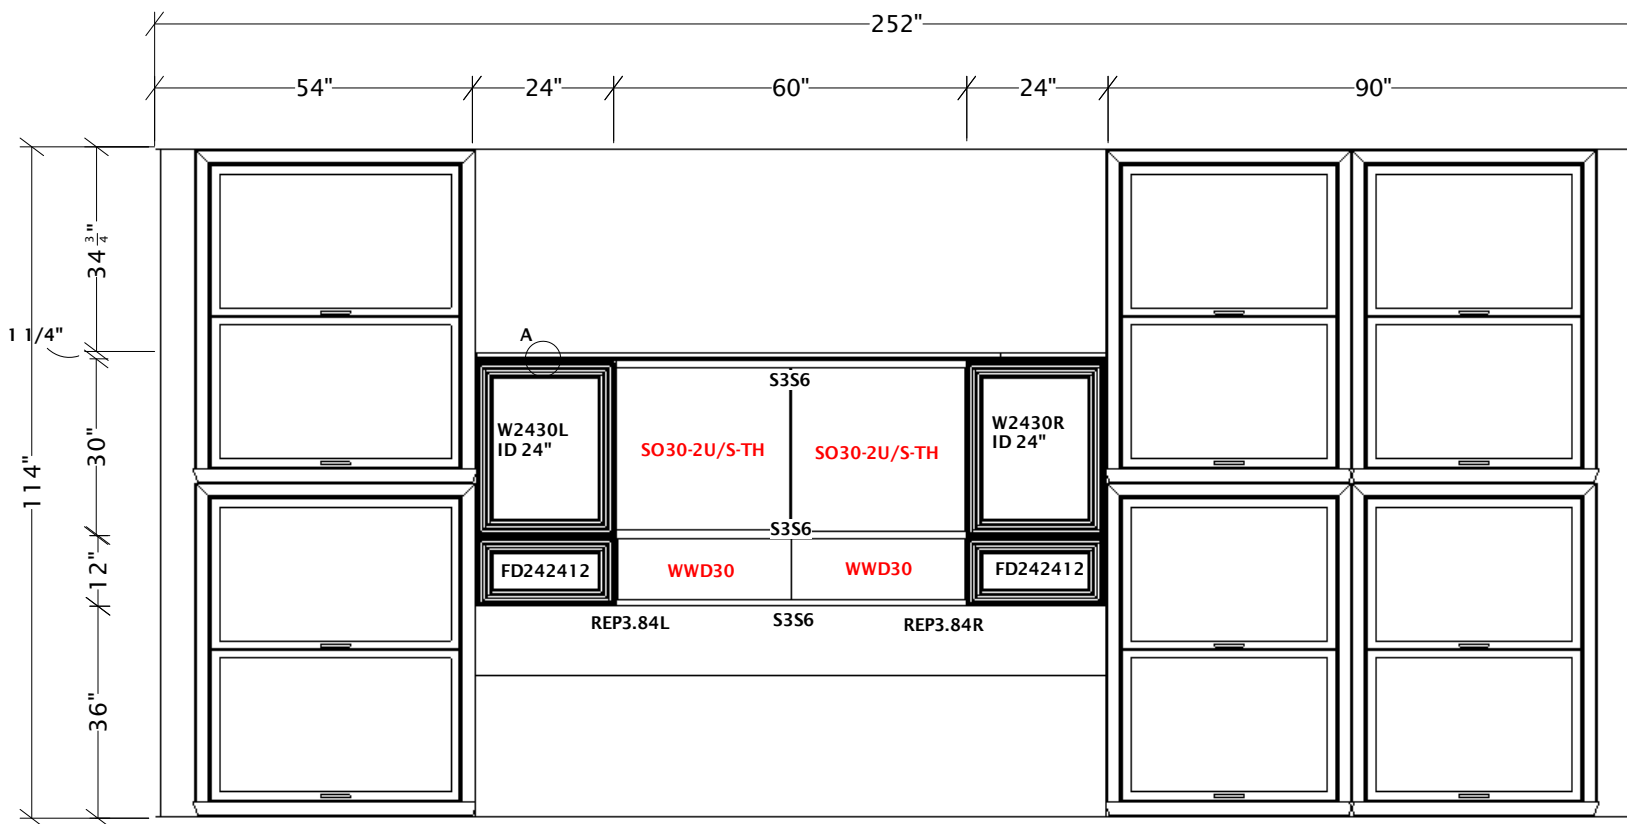 252"
54"
24"
60"
24"
90"
34 3/4"
1 1/4"
A
S3S6
W2430L
ID 24"
SO30-2U/S-TH
SO30-2U/S-TH
W2430R
ID 24"
30"
114"
S3S6
12"
FD242412
WWD30
WWD30
FD242412
REP3.84L
S3S6
REP3.84R
36"